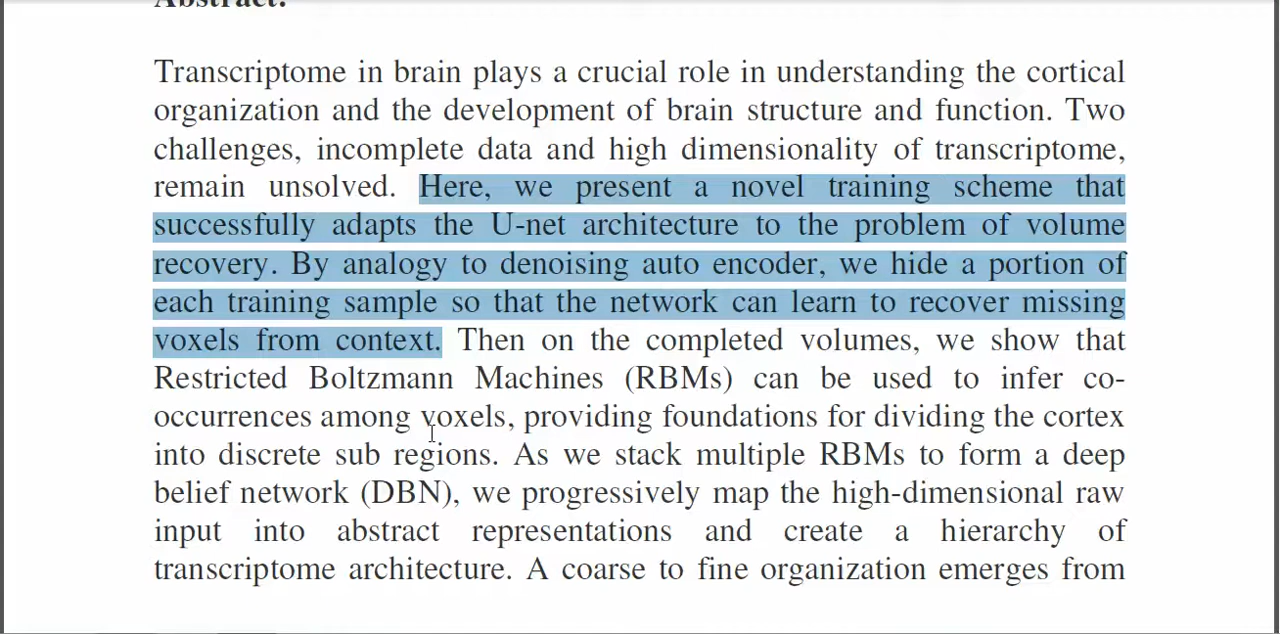 Abstract.
Transcriptome in brain plays a crucial role in understanding the cortical
organization and the development of brain structure and function. Two
challenges, incomplete data and high dimensionality of transcriptome,
remain unsolved. Here, we present a novel training scheme that
successfully adapts the U-net architecture to the problem of volume
recovery. By analogy to denoising auto encoder, we hide a portion of
each training sample so that the network can learn to recover missing
voxels from context. Then on the completed volumes, we show that
Restricted Boltzmann Machines (RBMs) can be used to infer co-
occurrences among voxels, providing foundations for dividing the cortex
into discrete sub regions. As we stack multiple RBMs to form a deep
belief network (DBN), we progressively map the high-dimensional raw
input into abstract representations and create a hierarchy of
transcriptome architecture. A coarse to fine organization emerges from